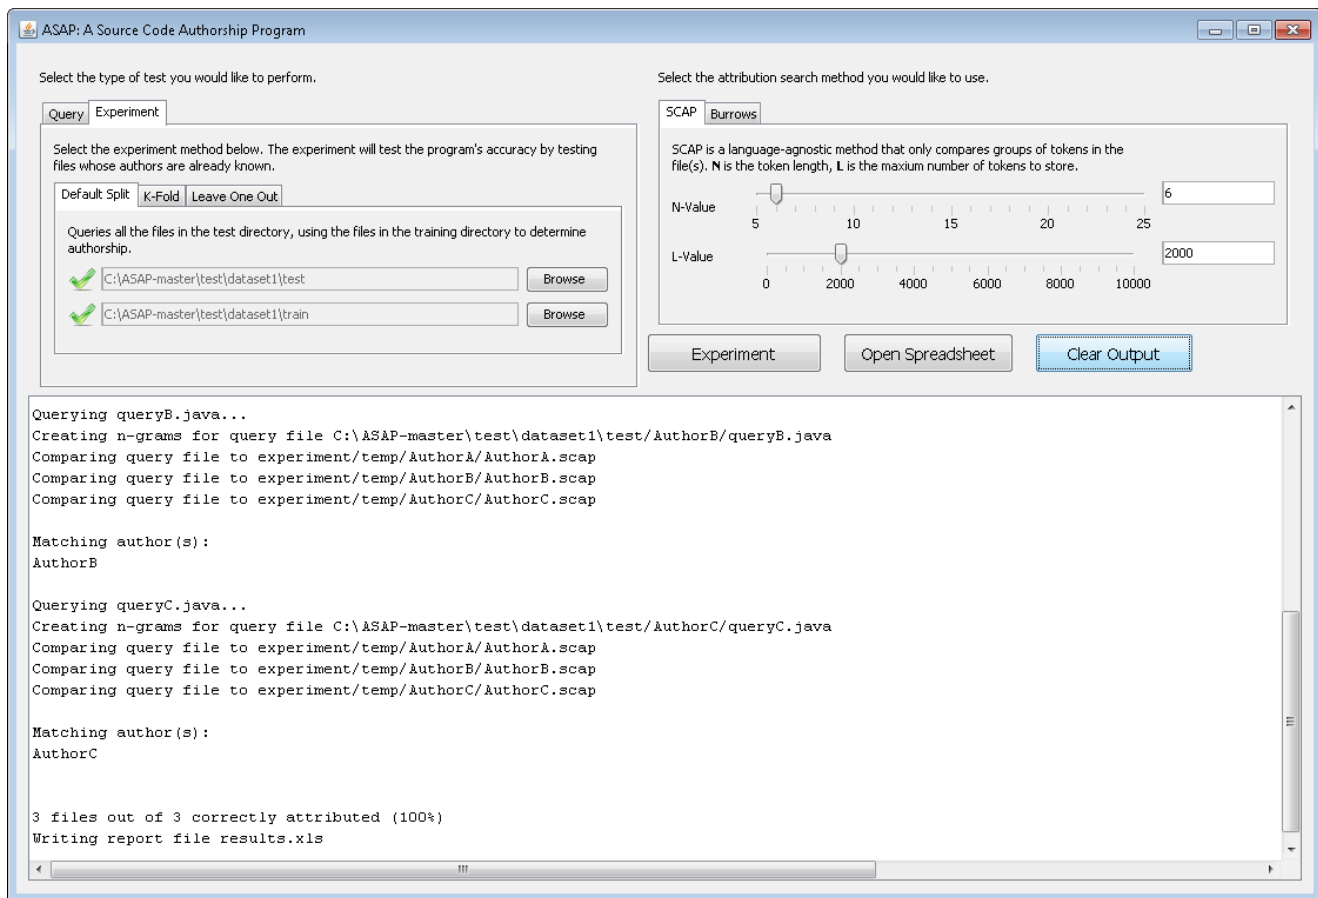 ASAP: A Source Code Authorship Program
Select the type of test you would like to perform.
Query Experiment
Select the experiment method below. The experiment will test the program's accuracy by testing
files whose authors are already known.
Default Split K-Fold Leave One Out
Queries all the files in the test directory, using the files in the training directory to determine
authorship.
C:\ASAP-master\test\dataset1\test Browse
C:\ASAP-master\test\dataset1\train Browse
Select the attribution search method you would like to use.
SCAP Burrows
SCAP is a language-agnostic method that only compares groups of tokens in the
file(s). N is the token length, L is the maxium number of tokens to store.
N-Value 6
5 10 15 20 25
L-Value 2000
0 2000 4000 6000 8000 10000
Experiment Open Spreadsheet Clear Output
Querying queryB.java...
Creating n-grams for query file C:\ASAP-master\test\dataset1\test/AuthorB/queryB.java
Comparing query file to experiment/temp/AuthorA/AuthorA.scap
Comparing query file to experiment/temp/AuthorB/AuthorB.scap
Comparing query file to experiment/temp/AuthorC/AuthorC.scap
Matching author(s):
AuthorB
Querying queryC.java...
Creating n-grams for query file C:\ASAP-master\test\dataset1\test/AuthorC/queryC.java
Comparing query file to experiment/temp/AuthorA/AuthorA.scap
Comparing query file to experiment/temp/AuthorB/AuthorB.scap
Comparing query file to experiment/temp/AuthorC/AuthorC.scap
Matching author(s):
AuthorC
3 files out of 3 correctly attributed (100%)
Writing report file results.xls